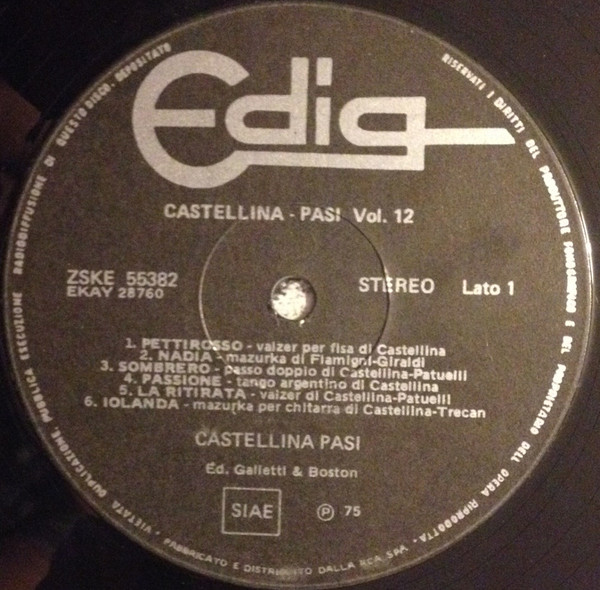 Edig
CASTELLINA - PASI Vol. 12
ZSKE 55382
EKAY 28760
STEREO Lato 1
1. PETTIROSSO - valzer per fisa di Castellina
2. NADIA - mazurka di Flamigni-Giraldi
3. SOMBRERO - passo doppio di Castellina-Patuelli
4. PASSIONE - tango argentino di Castellina
5. LA RITIRATA - valzer di Castellina-Patuelli
6. IOLANDA - mazurka per chitarra di Castellina-Trecan
CASTELLINA PASI
Ed. Galletti & Boston
SIAE
Ⓟ 75
RISERVATI I DIRITTI DEL PRODUTTORE FONOGRAFICO E DEL PROPRIETARIO DELL OPERA RIPRODOTTA - VIETATA DUPLICAZIONE, PUBBLICA ESECUZIONE RADIODIFFUSIONE DI QUESTO DISCO. DEPOSITATO
FABBRICATO E DISTRIBUITO DALLA RCA. SPA